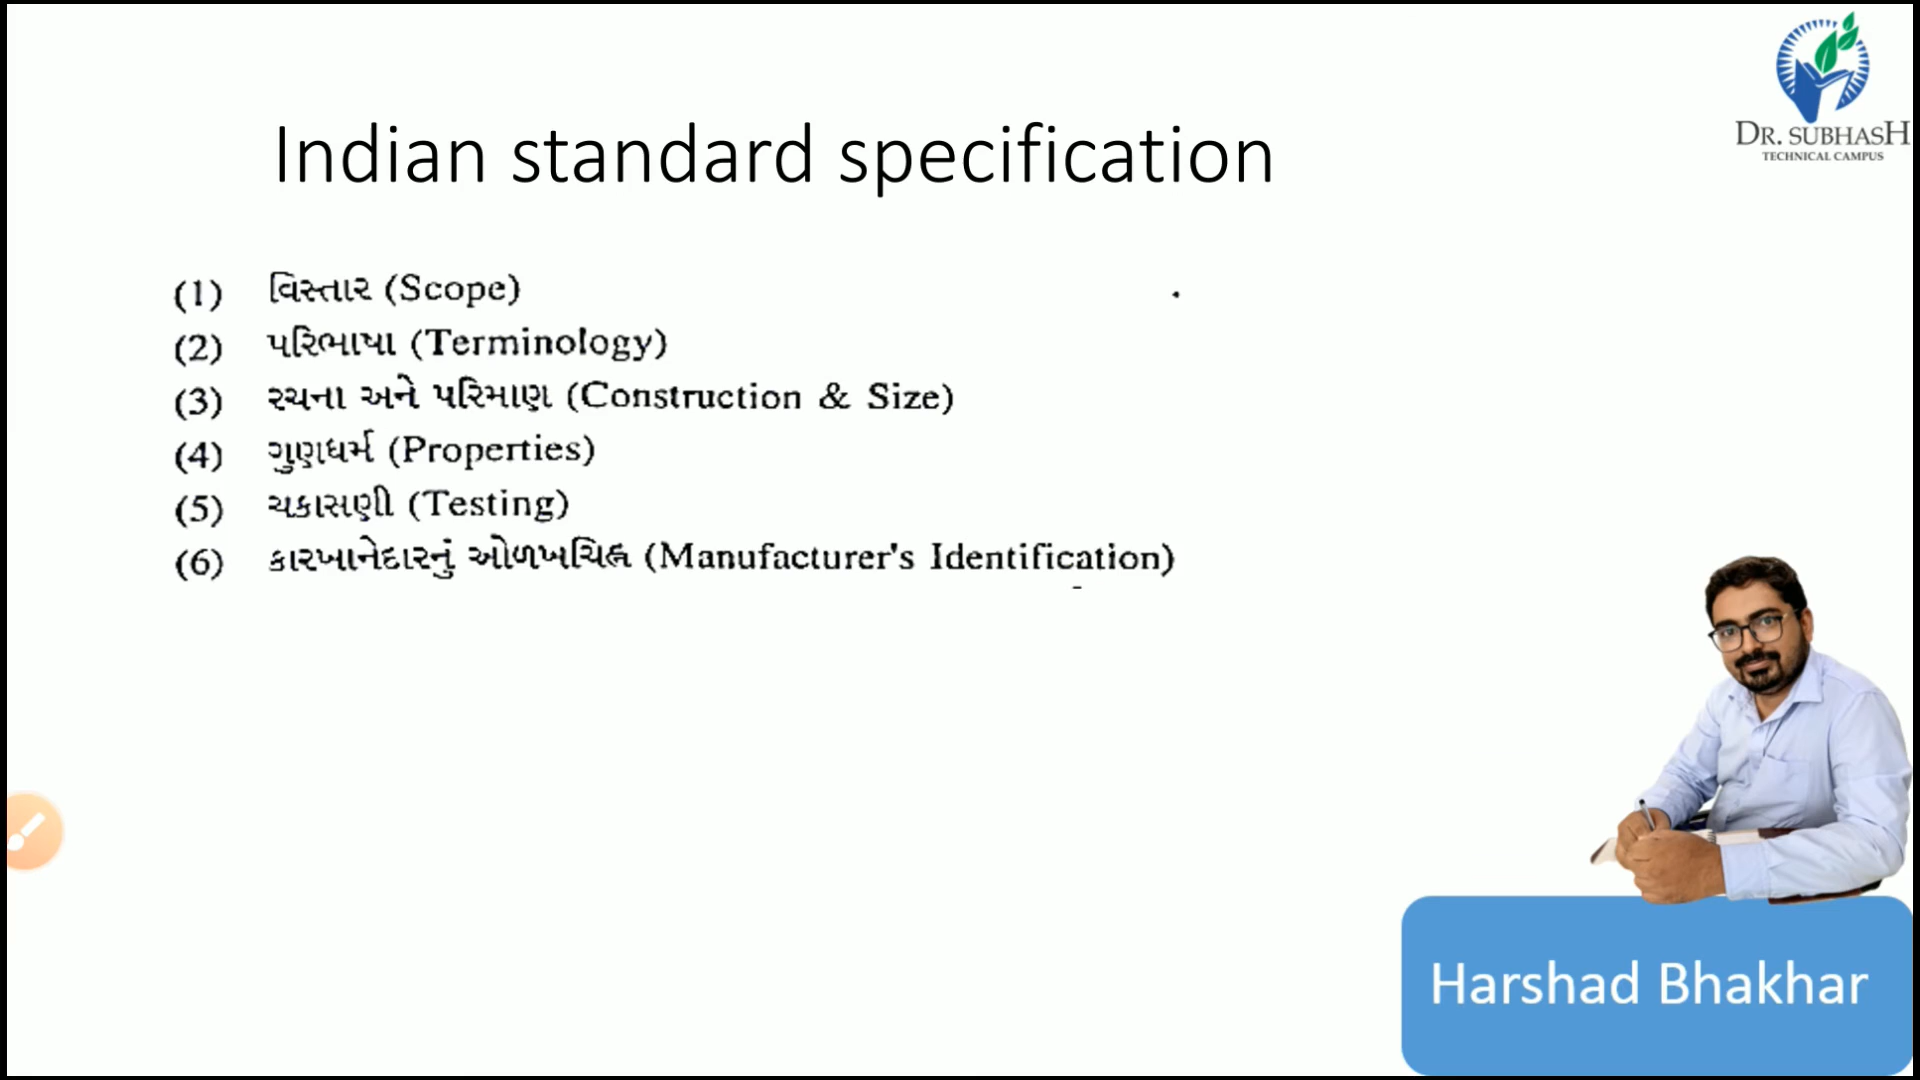 DR. SUBHASH
TECHNICAL CAMPUS
Indian standard specification
(1) વિસ્તાર (Scope)
(2) પરિભાષા (Terminology)
(3) રચના અને પરિમાણ (Construction & Size)
(4) ગુણધર્મ (Properties)
(5) ચકાસણી (Testing)
(6) કારખાનેદારનું ઓળખચિહ્ન (Manufacturer's Identification)
Harshad Bhakhar